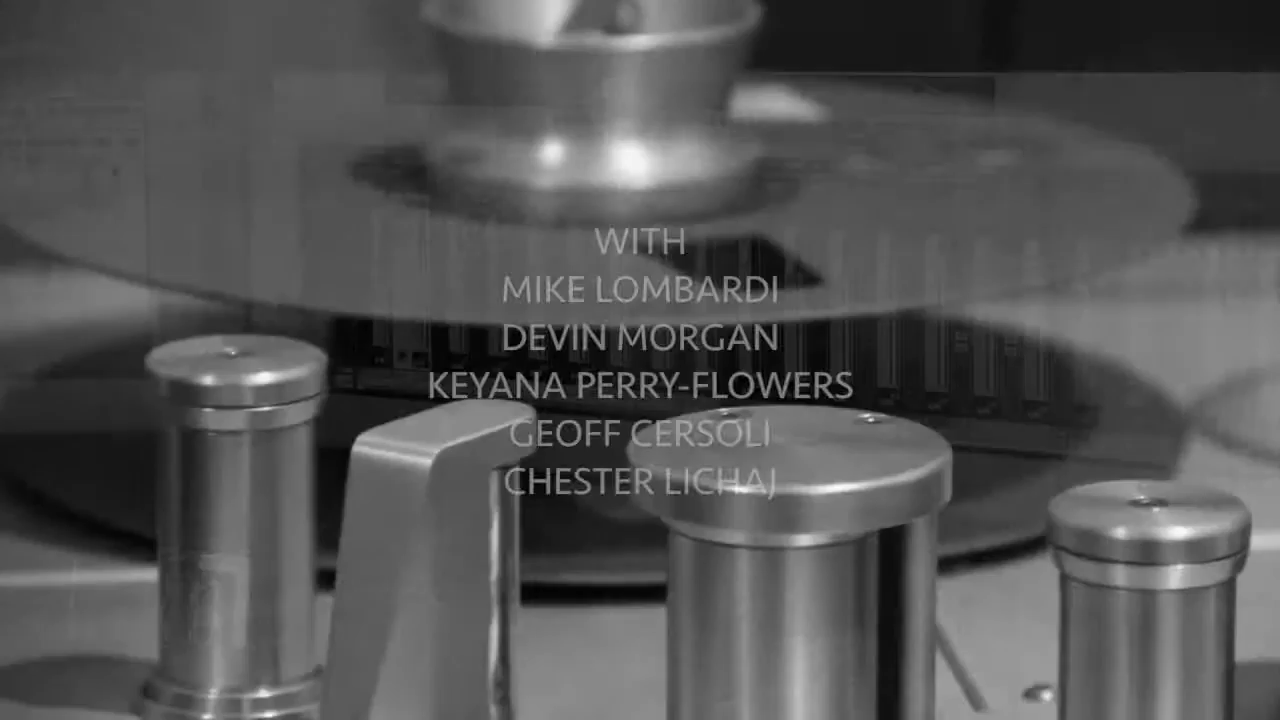 WITH
MIKE LOMBARDI
DEVIN MORGAN
KEYANA PERRY-FLOWERS
GEOFF CERSOLI
CHESTER LICHAJ